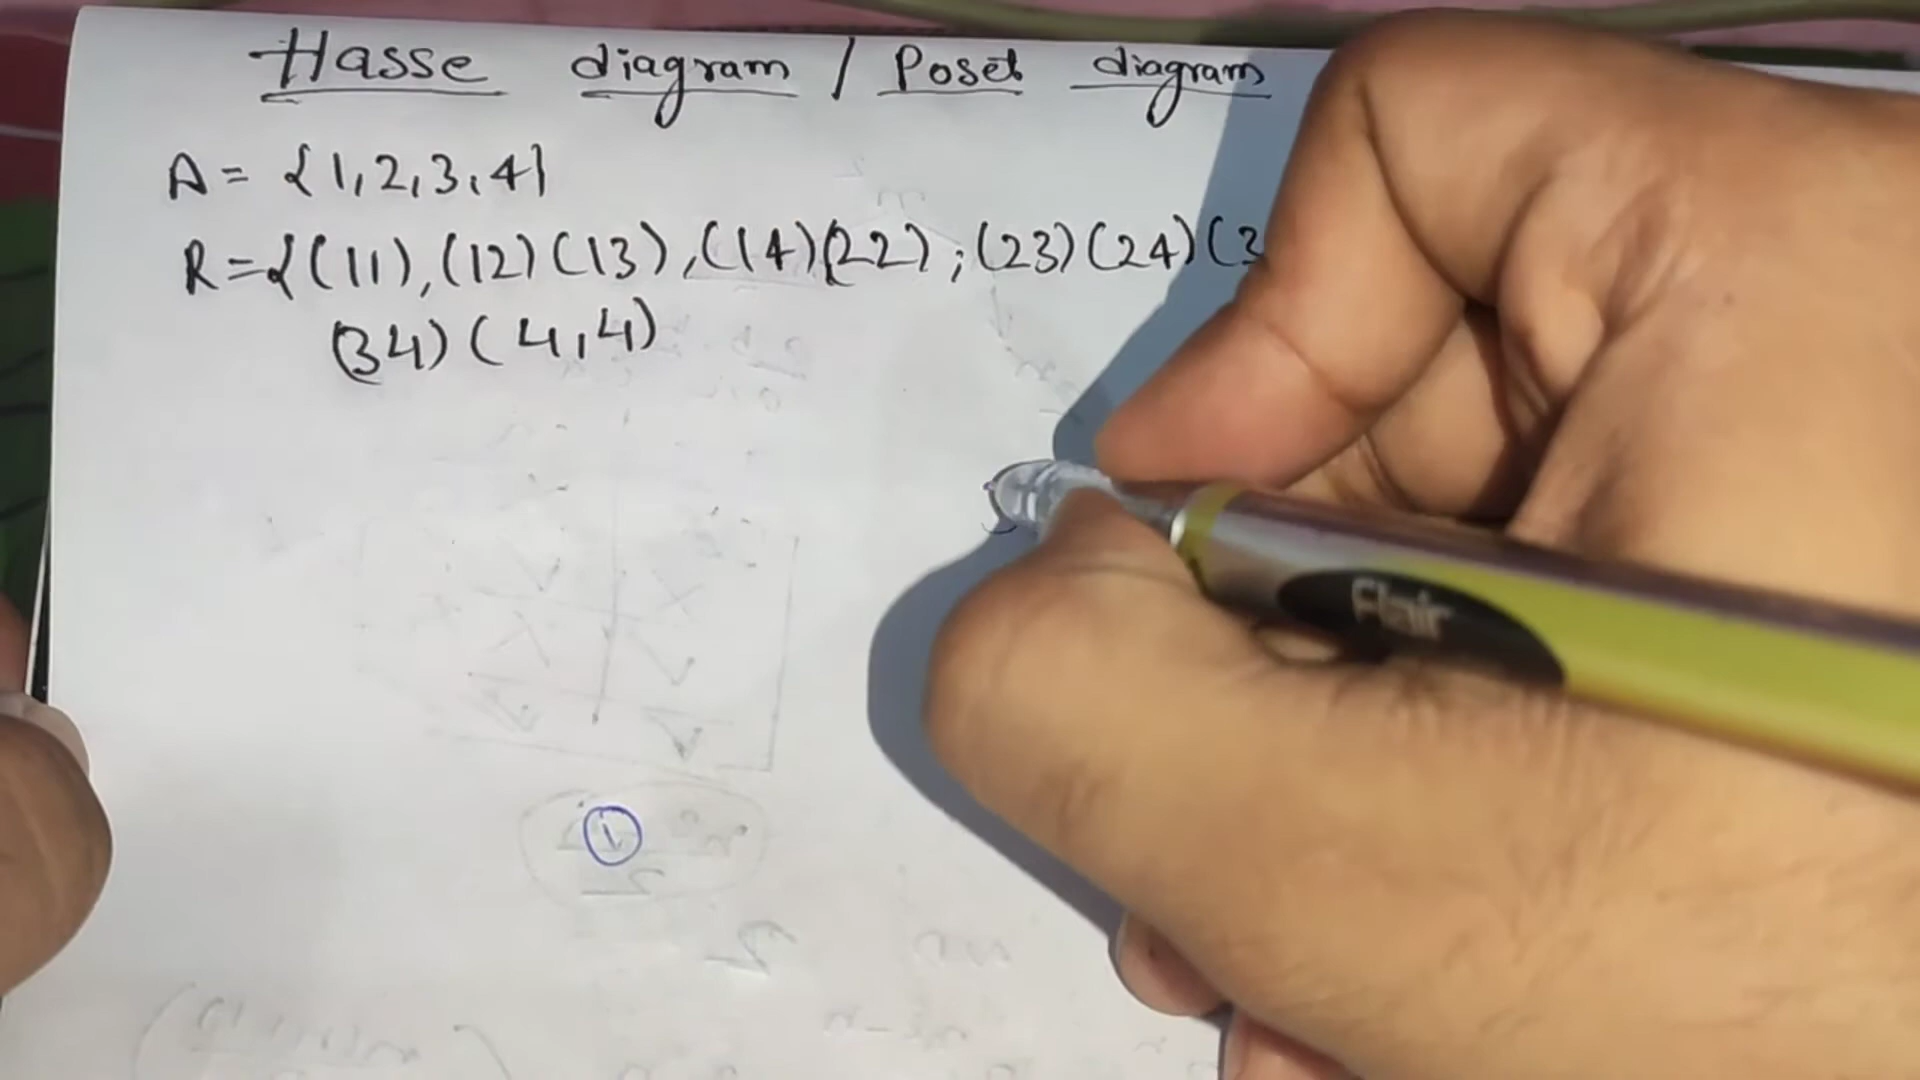 Hasse diagram / Poset diagram
A = {1,2,3,4}
R = {(11),(12)(13),(14)(22),(23)(24)(3
(34)(4,4)
Flair
1